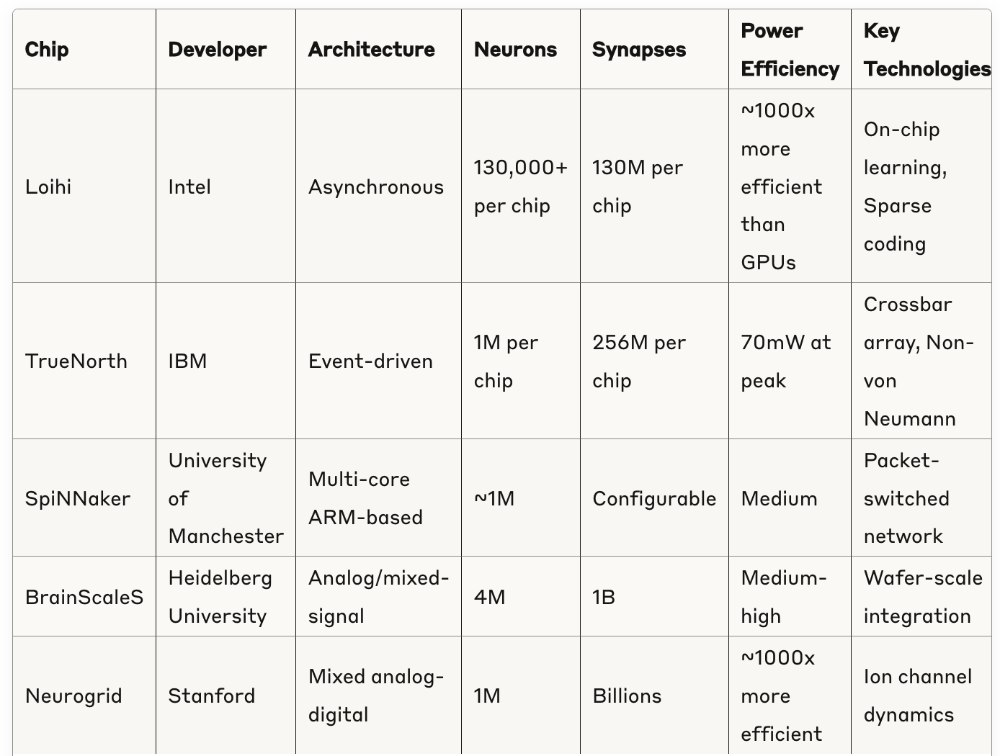 Chip
Developer
Architecture
Neurons
Synapses
Power
Efficiency
Key
Technologies
Loihi
Intel
Asynchronous
130,000+
per chip
130M per
chip
~1000x
more
efficient
than
GPUs
On-chip
learning,
Sparse
coding
TrueNorth
IBM
Event-driven
1M per
chip
256M per
chip
70mW at
peak
Crossbar
array, Non-
von
Neumann
SpiNNaker
University
of
Manchester
Multi-core
ARM-based
~1M
Configurable
Medium
Packet-
switched
network
BrainScaleS
Heidelberg
University
Analog/mixed-
signal
4M
1B
Medium-
high
Wafer-scale
integration
Neurogrid
Stanford
Mixed analog-
digital
1M
Billions
~1000x
more
efficient
Ion channel
dynamics